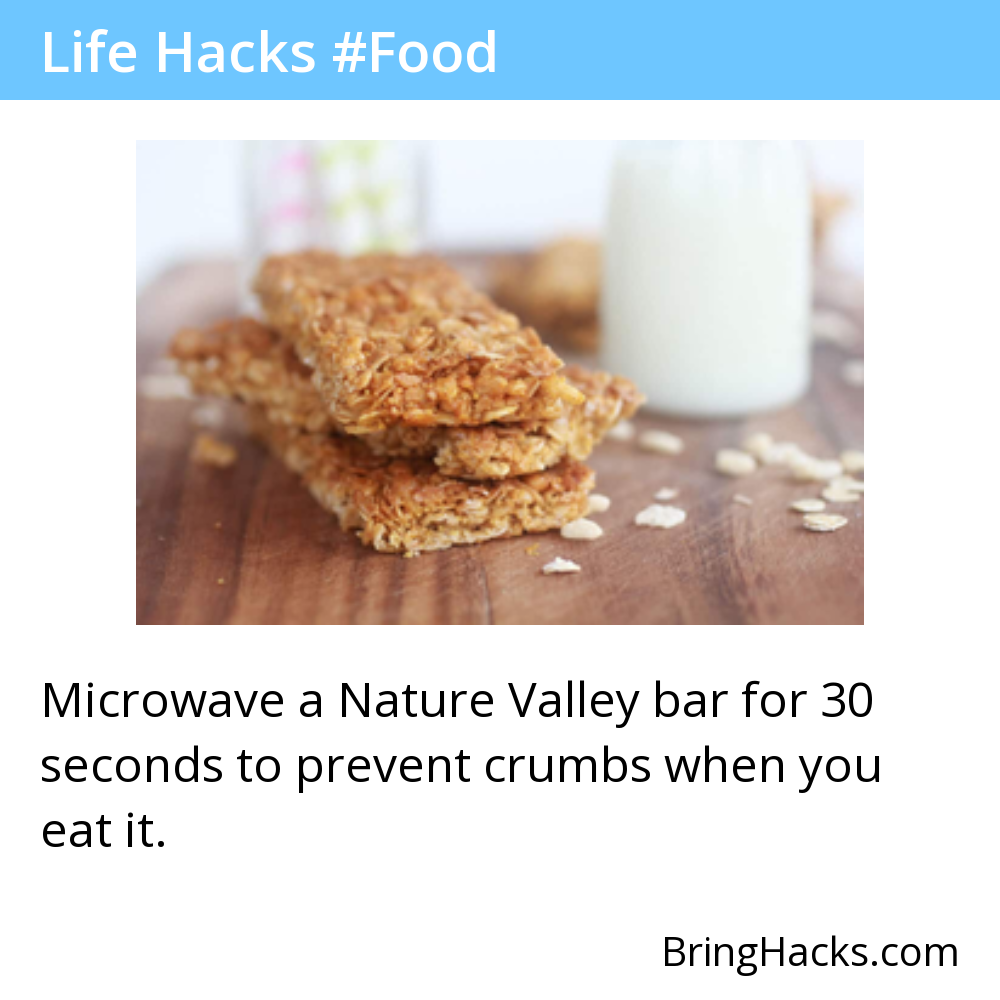 Life Hacks #Food
Microwave a Nature Valley bar for 30
seconds to prevent crumbs when you
eat it.
BringHacks.com